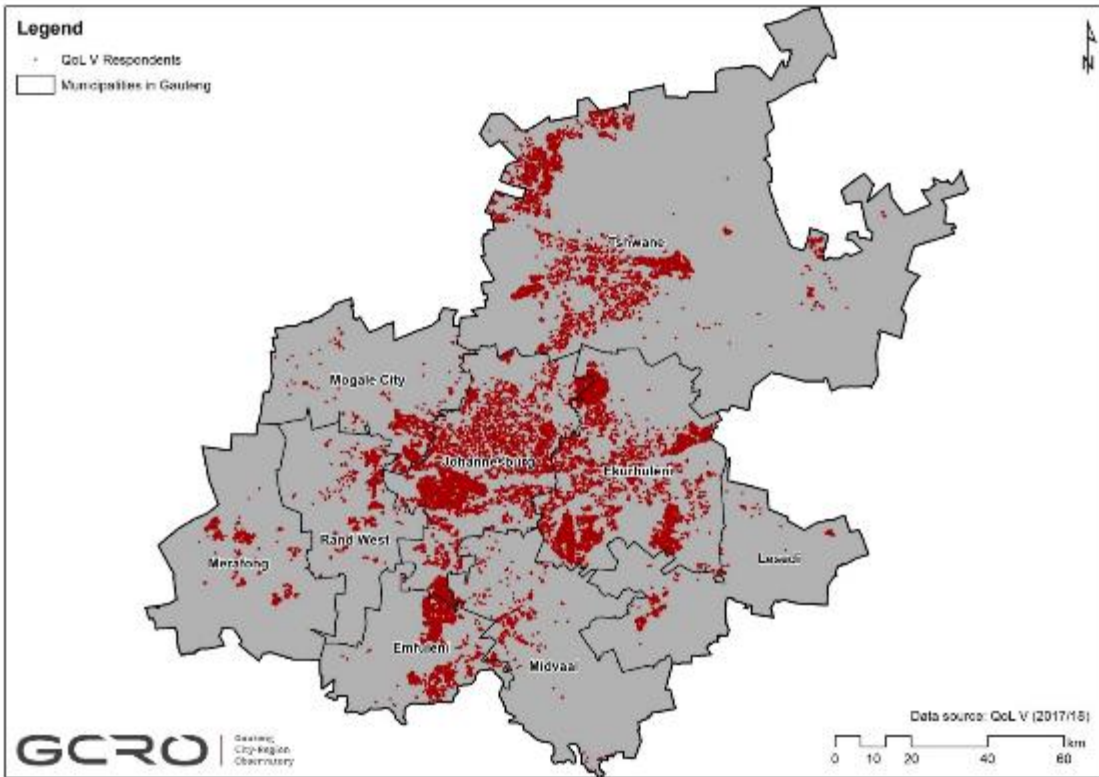 Legend
QoL V Respondents
Municipalities in Gauteng
N
Tshwane
Mogale City
Johannesburg
Ekurhuleni
Rand West
Merafong
Lesedi
Emfuleni
Midvaal
Data source: QoL V (2017/18)
km
0 10 20 40 60
GCRO
Gauteng
City-Region
Observatory